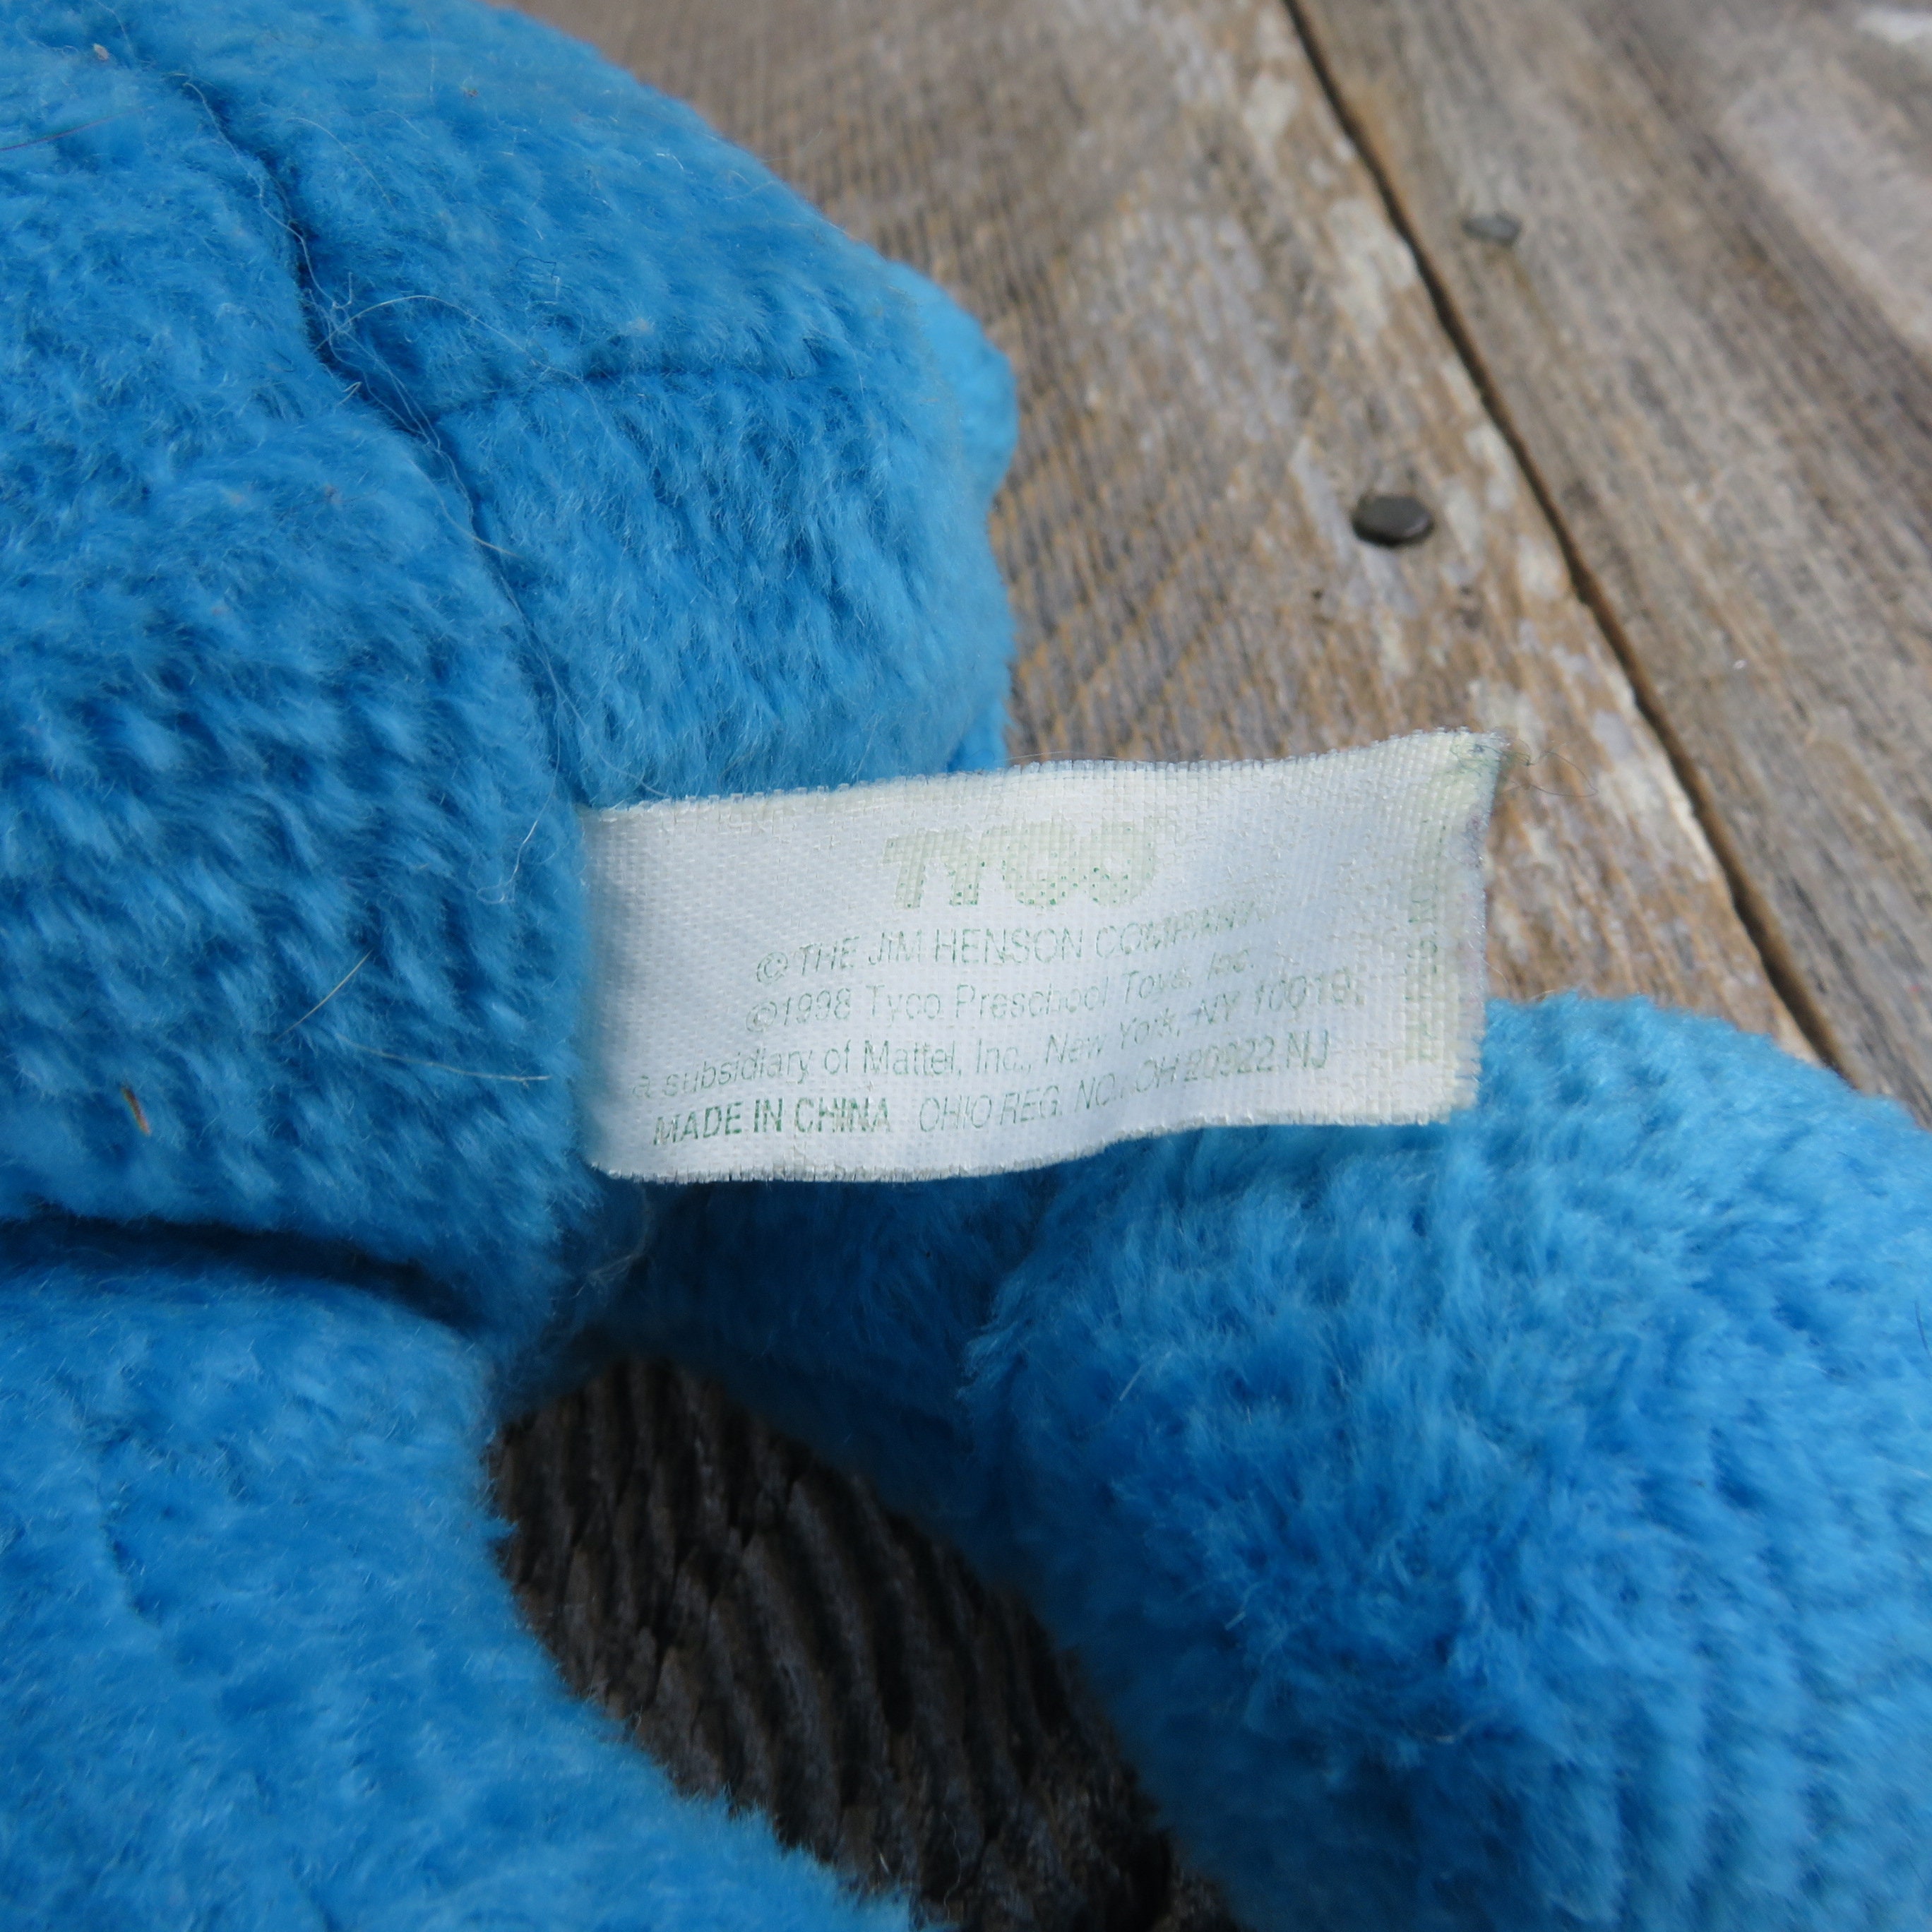 TYCO
© THE JIM HENSON COMPANY
©1998 Tyco Preschool Toys, Inc.
a subsidiary of Mattel, Inc., New York, NY 10010
MADE IN CHINA OHIO REG. NO. OH 20922 NJ